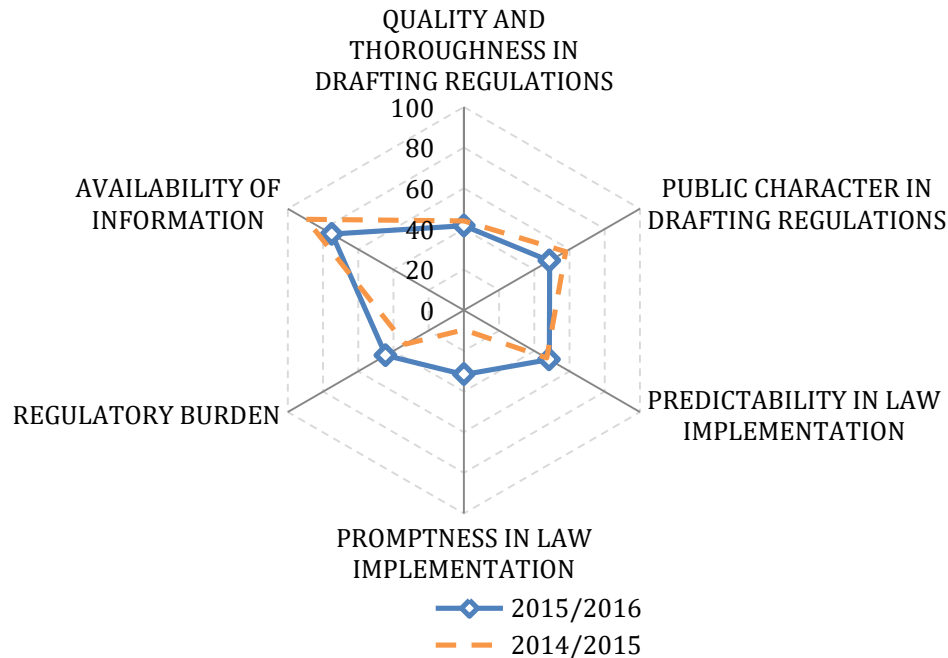 QUALITY AND
THOROUGHNESS IN
DRAFTING REGULATIONS
100
80
60
40
20
0
AVAILABILITY OF
INFORMATION
PUBLIC CHARACTER IN
DRAFTING REGULATIONS
REGULATORY BURDEN
PREDICTABILITY IN LAW
IMPLEMENTATION
PROMPTNESS IN LAW
IMPLEMENTATION
2015/2016
2014/2015